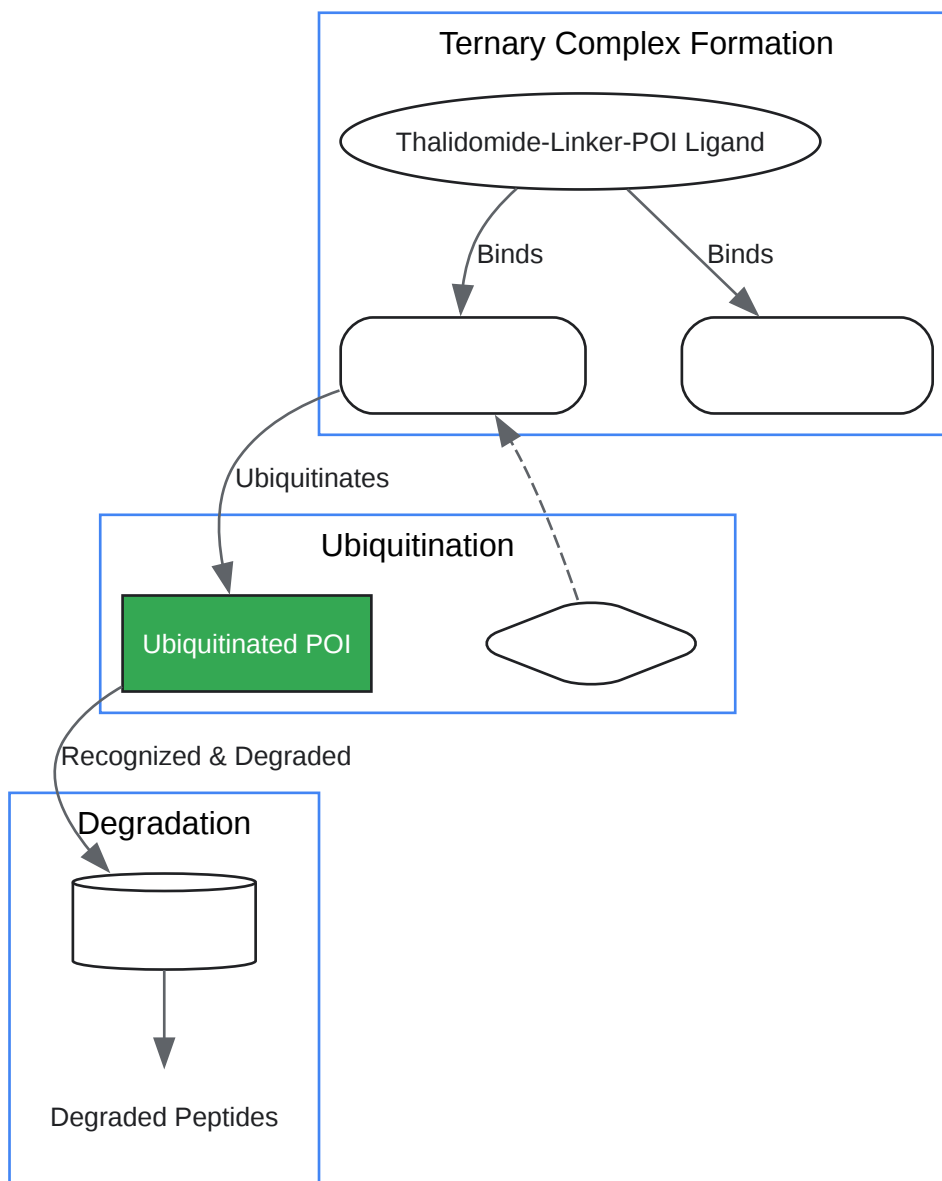 Ternary Complex Formation
Thalidomide-Linker-POI Ligand
Binds
Binds
Ubiquitinates
Ubiquitination
Ubiquitinated POI
Recognized & Degraded
Degradation
Degraded Peptides